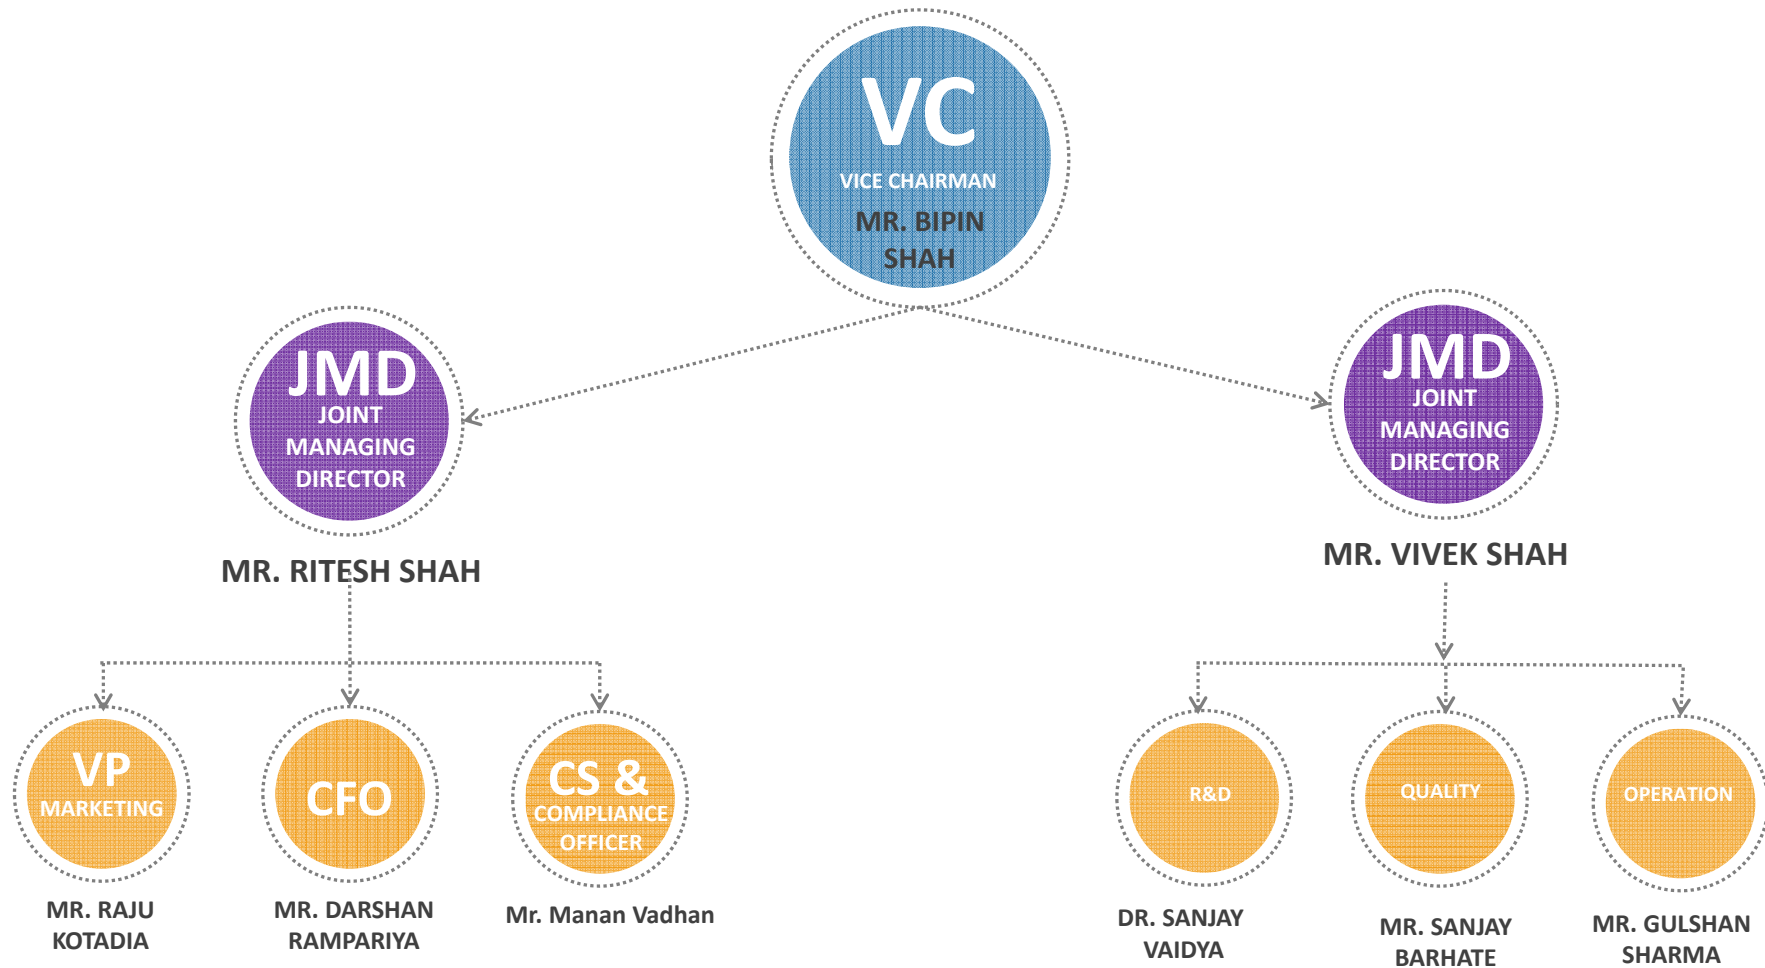 VC
VICE CHAIRMAN
MR. BIPIN
SHAH
JMD
JOINT
MANAGING
DIRECTOR
MR. RITESH SHAH
JMD
JOINT
MANAGING
DIRECTOR
MR. VIVEK SHAH
VP
MARKETING
MR. RAJU
KOTADIA
CFO
MR. DARSHAN
RAMPARIYA
CS &
COMPLIANCE
OFFICER
Mr. Manan Vadhan
R&D
DR. SANJAY
VAIDYA
QUALITY
MR. SANJAY
BARHATE
OPERATION
MR. GULSHAN
SHARMA